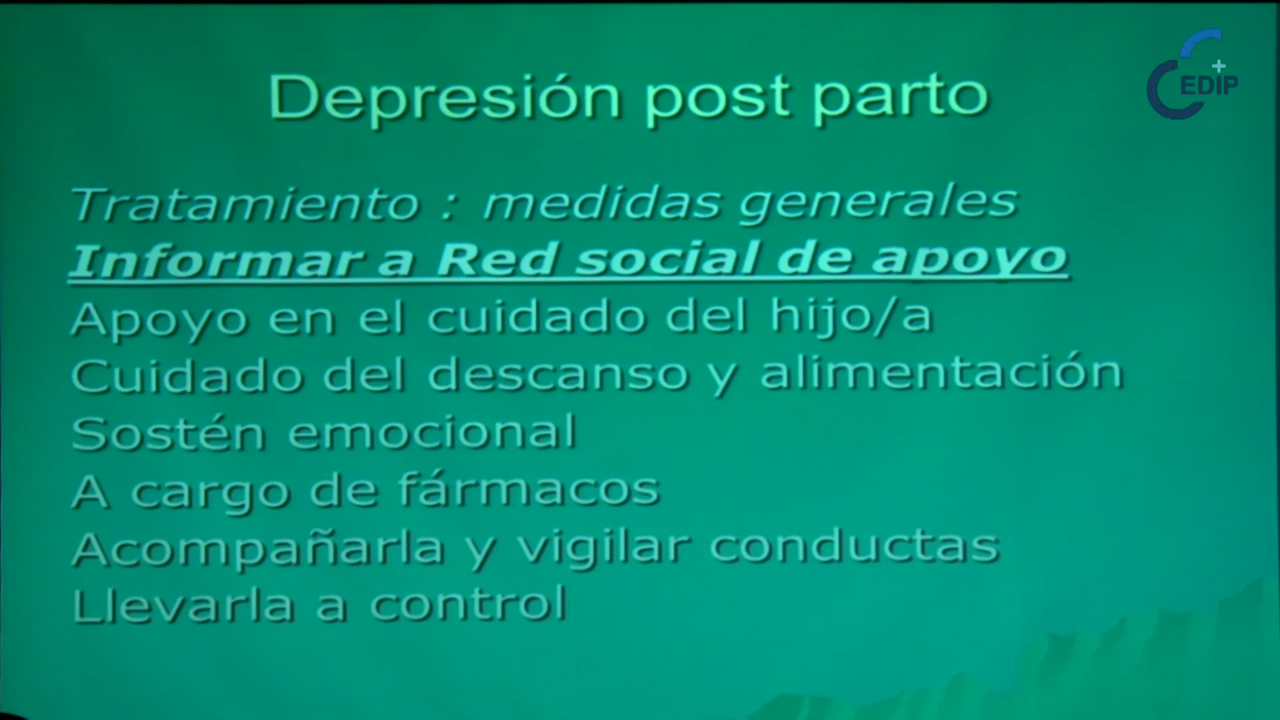 Depresión post parto
CEDIP
Tratamiento : medidas generales
Informar a Red social de apoyo
Apoyo en el cuidado del hijo/a
Cuidado del descanso y alimentación
Sostén emocional
A cargo de fármacos
Acompañarla y vigilar conductas
Llevarla a control